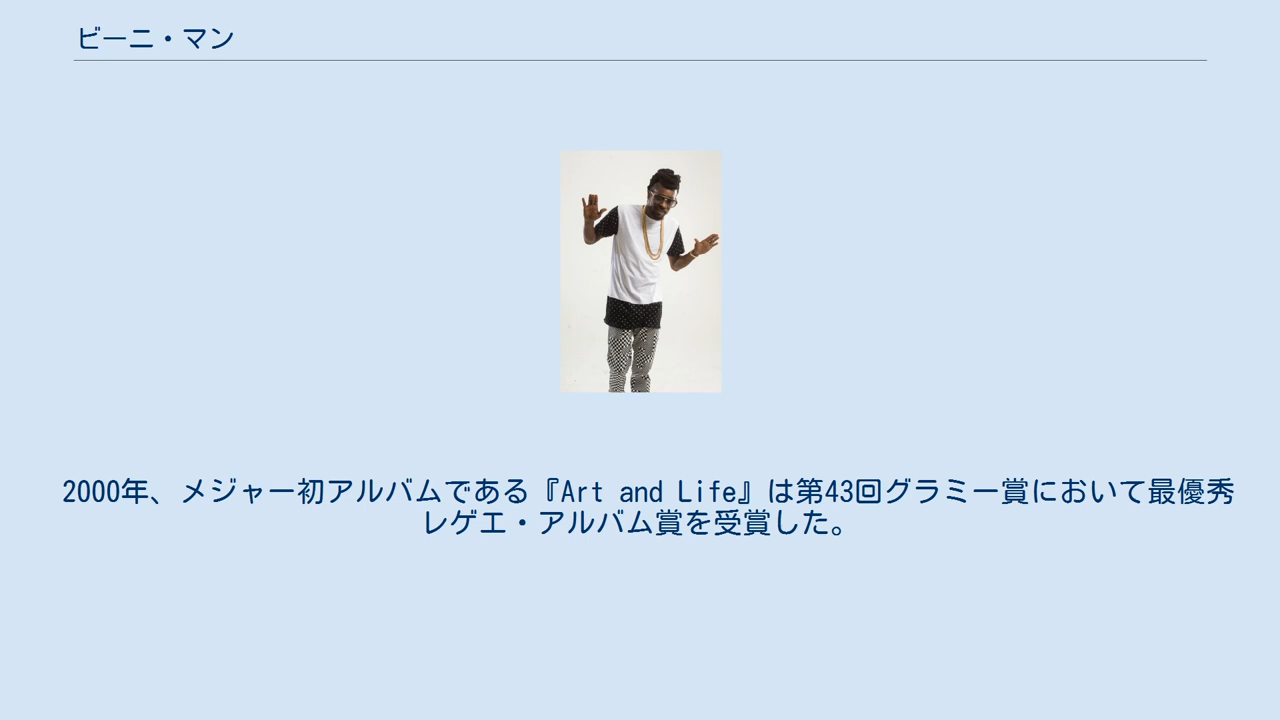 ビーニ・マン
2000年、メジャー初アルバムである『Art and Life』は第43回グラミー賞において最優秀
レゲエ・アルバム賞を受賞した。